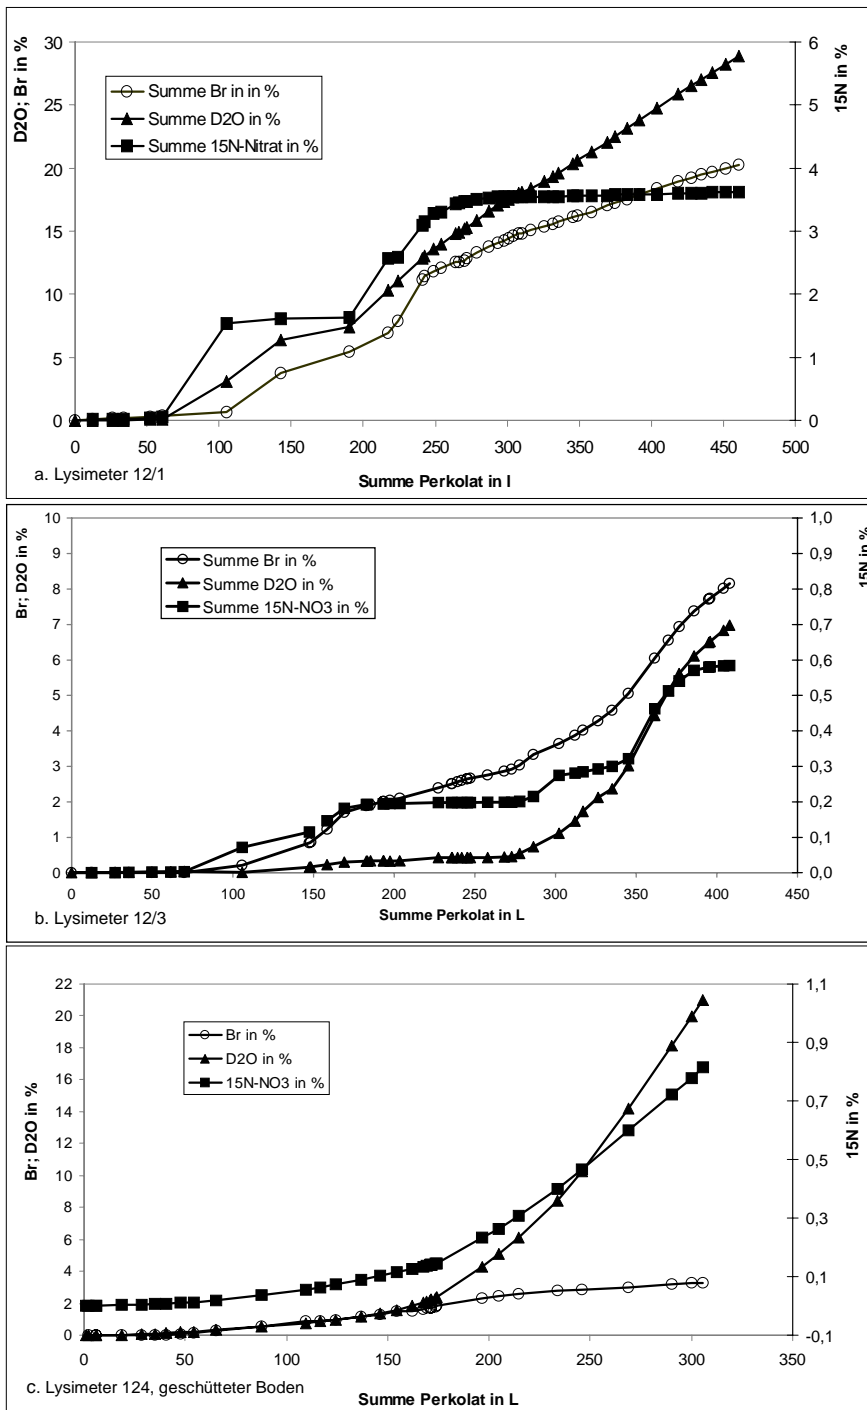 30
25
20
15
10
5
0
D2O; Br in %
6
5
4
3
2
1
0
15N in %
Summe Br in in %
Summe D2O in %
Summe 15N-Nitrat in %
0 50 100 150 200 250 300 350 400 450 500
a. Lysimeter 12/1
Summe Perkolat in l
10
9
8
7
6
5
4
3
2
1
0
Br; D2O in %
1,0
0,9
0,8
0,7
0,6
0,5
0,4
0,3
0,2
0,1
0,0
15N in %
Summe Br in %
Summe D2O in %
Summe 15N-NO3 in %
0 50 100 150 200 250 300 350 400 450
b. Lysimeter 12/3
Summe Perkolat in L
22
20
18
16
14
12
10
8
6
4
2
0
Br; D2O in %
1,1
0,9
0,7
0,5
0,3
0,1
-0,1
15N in %
Br in %
D2O in %
15N-NO3 in %
0 50 100 150 200 250 300 350
c. Lysimeter 124, geschütteter Boden
Summe Perkolat in L